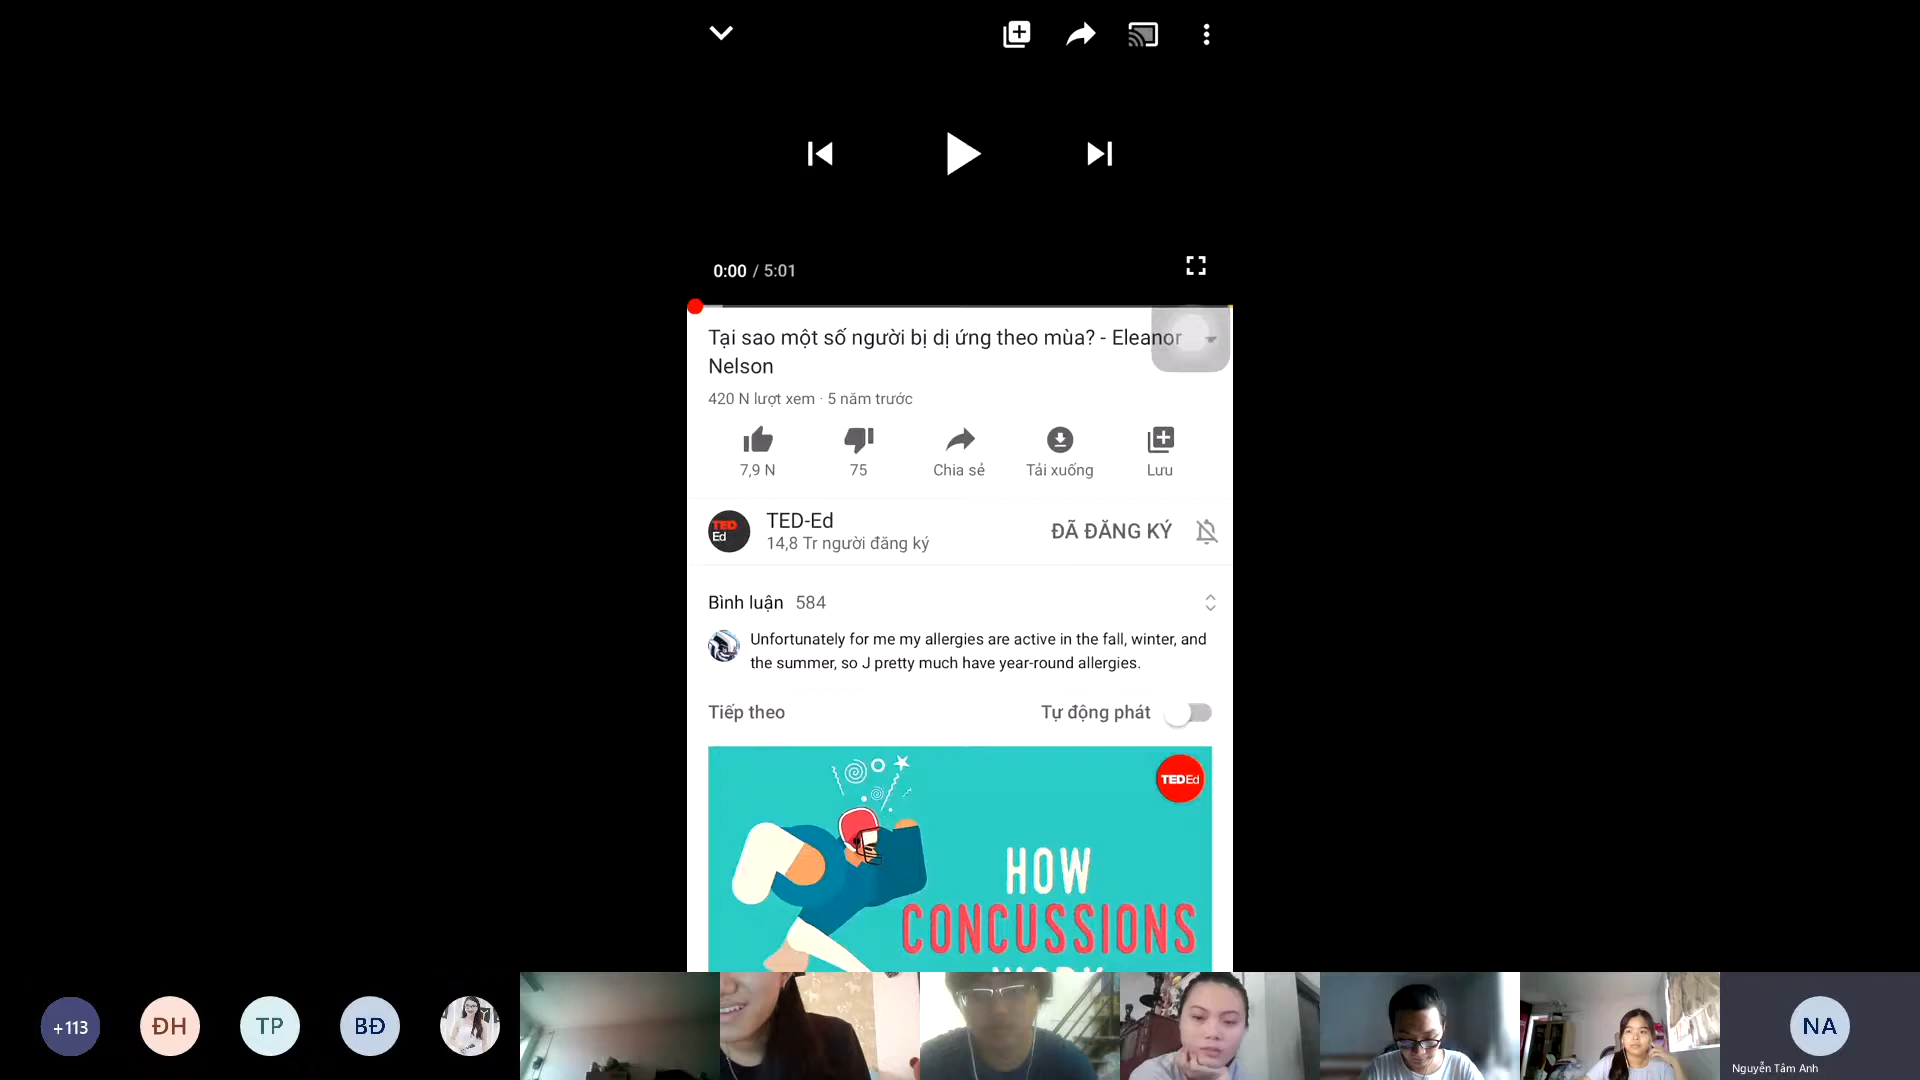 0:00 / 5:01
Tại sao một số người bị dị ứng theo mùa? - Eleanor
Nelson
420 N lượt xem · 5 năm trước
7,9 N
75
Chia sẻ
Tải xuống
Lưu
TED
Ed
TED-Ed
14,8 Tr người đăng ký
ĐÃ ĐĂNG KÝ
Bình luận 584
Unfortunately for me my allergies are active in the fall, winter, and
the summer, so J pretty much have year-round allergies.
Tiếp theo
Tự động phát
TEDEd
HOW
CONCUSSIONS
WORK
+113
ĐH
TP
BĐ
NA
Nguyễn Tâm Anh